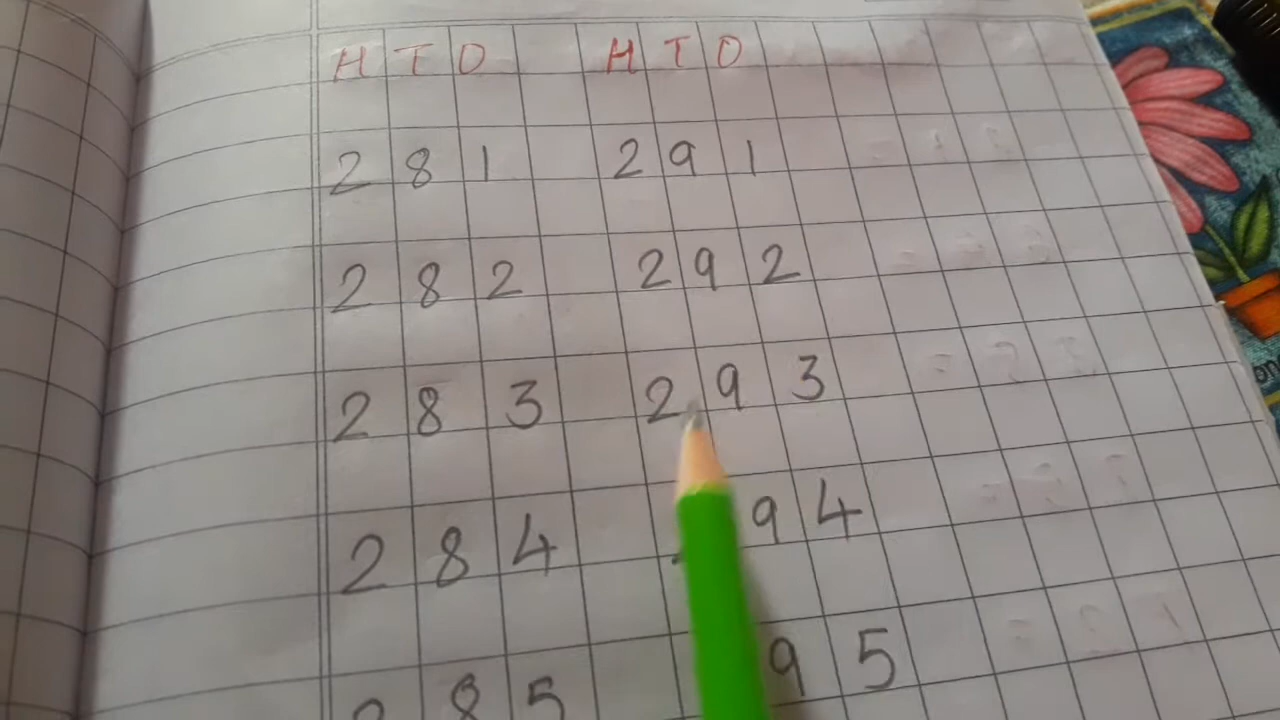 H T O H T O
2 8 1 2 9 1
2 8 2 2 9 2
2 8 3 2 9 3
2 8 4 9 4
8 5 9 5